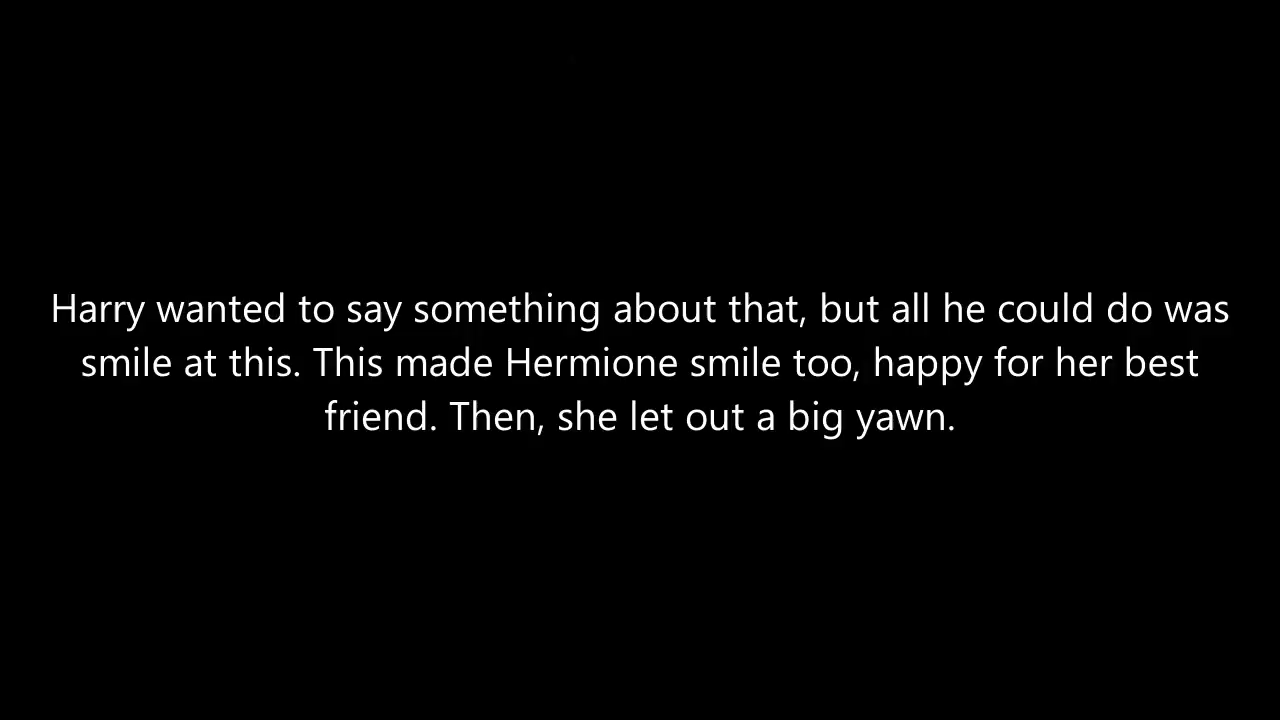 Harry wanted to say something about that, but all he could do was
smile at this. This made Hermione smile too, happy for her best
friend. Then, she let out a big yawn.